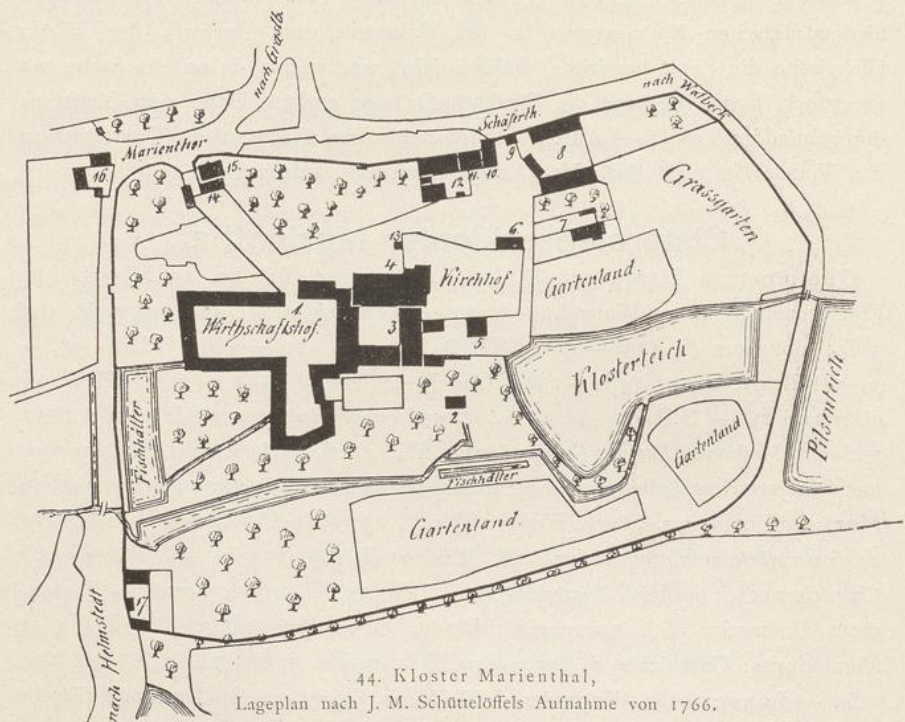 nach Grasleb.
nach Walbeck
Schäferth.
Marienthor
16.
15.
14.
9
8
10.
11.
12
Grassgarten
7
13
6.
4
Kirchhof
Gartenland.
1.
Wirthschaftshof.
3
5
Klosterteich
Pilsenteich
2
Fischhälter
Gartenland
Fischhälter
Gartenland.
17
nach Helmstedt
44. Kloster Marienthal,
Lageplan nach J. M. Schüttelöffels Aufnahme von 1766.